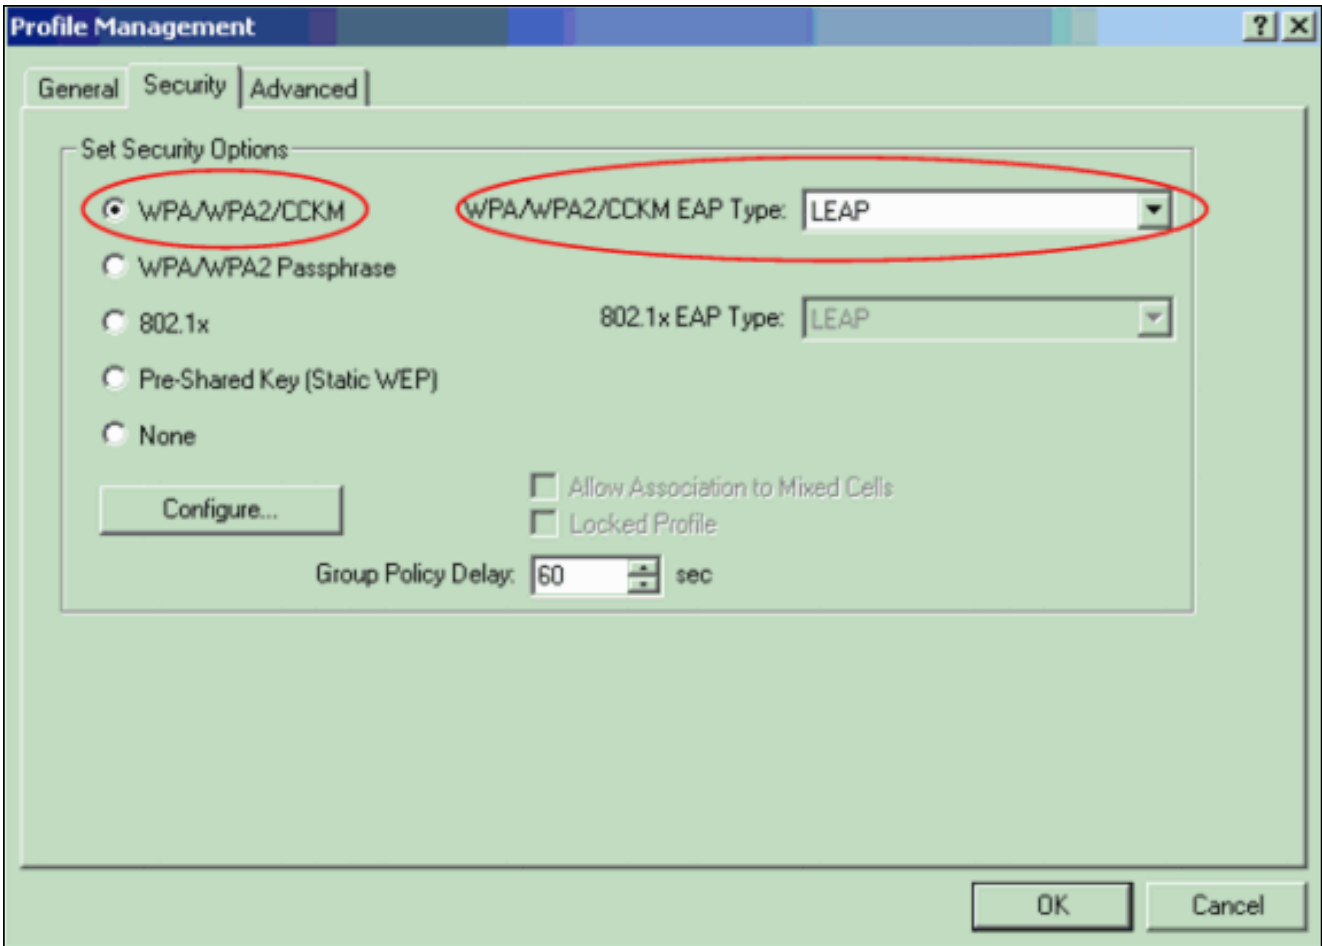 Profile Management
General Security Advanced
Set Security Options
WPA/WPA2/CCKM WPA/WPA2/CCKM EAP Type: LEAP
WPA/WPA2 Passphrase
802.1x 802.1x EAP Type: LEAP
Pre-Shared Key (Static WEP)
None
Configure... Allow Association to Mixed Cells
Locked Profile
Group Policy Delay: 60 sec
OK Cancel